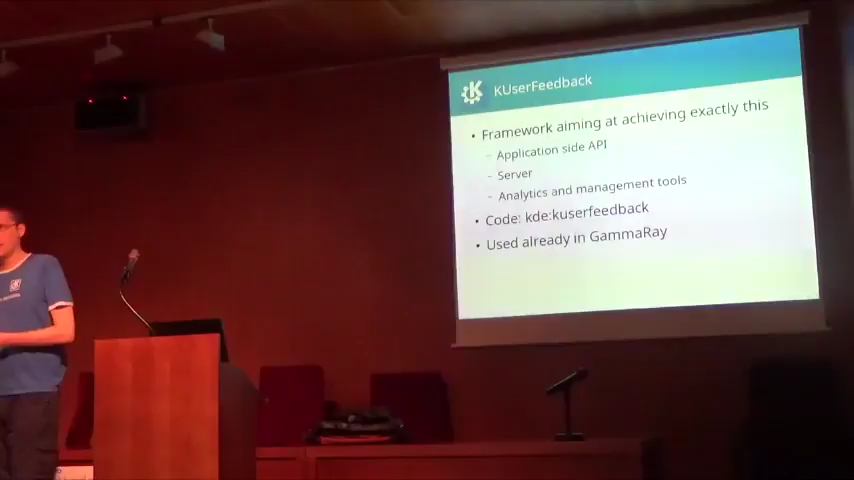 KUserFeedback
• Framework aiming at achieving exactly this
– Application side API
– Server
– Analytics and management tools
• Code: kde:kuserfeedback
• Used already in GammaRay